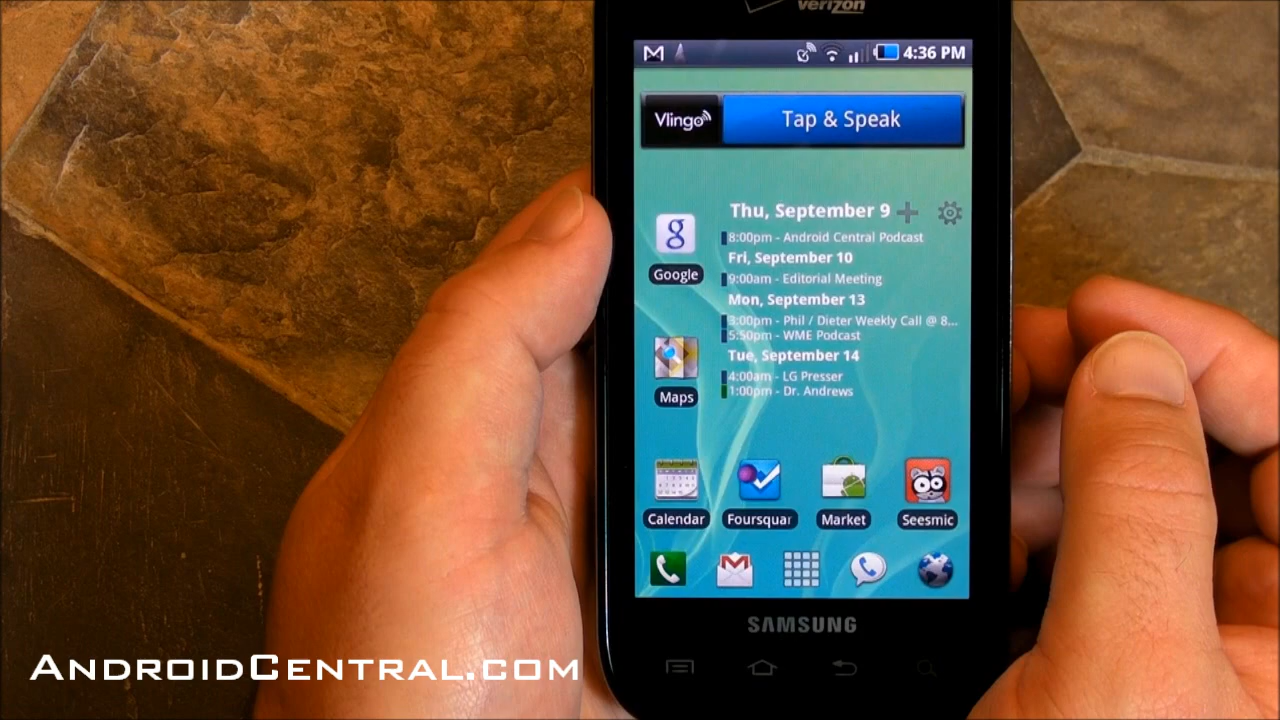 verizon
4:36 PM
Vlingo
Tap & Speak
Thu, September 9
8:00pm - Android Central Podcast
Fri, September 10
9:00am - Editorial Meeting
Mon, September 13
3:00pm - Phil / Dieter Weekly Call @ 8...
5:50pm - WME Podcast
Tue, September 14
4:00am - LG Presser
1:00pm - Dr. Andrews
g
Google
Maps
Calendar
Foursquar
Market
Seesmic
SAMSUNG
ANDROIDCENTRAL.COM